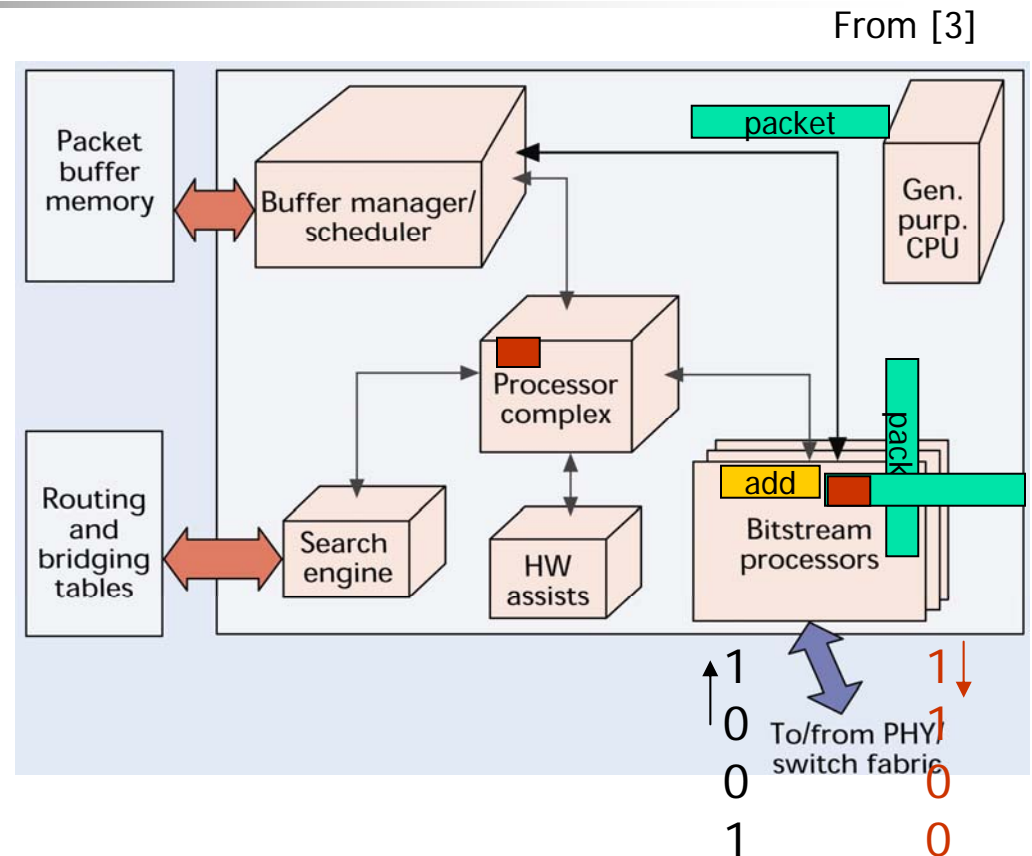 From [3]
Packet
buffer
memory
Buffer manager/
scheduler
packet
Gen.
purp.
CPU
Processor
complex
pack
Routing
and
bridging
tables
Search
engine
HW
assists
add
Bitstream
processors
1
0
0
1
To/from PHY/
switch fabric
1
1
0
0